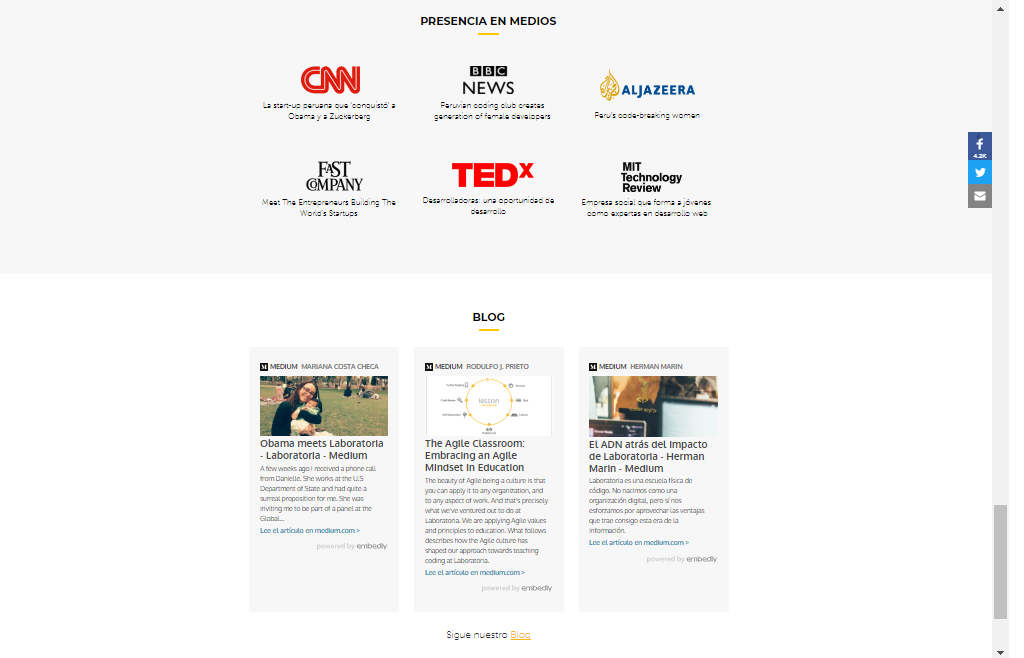 PRESENCIA EN MEDIOS
CNN
La start-up peruana que 'conquistó' a
Obama y a Zuckerberg
BBC
NEWS
Peruvian coding club creates
generation of female developers
ALJAZEERA
Peru's code-breaking women
FAST
COMPANY
Meet The Entrepreneurs Building The
World's Startups
TEDx
Desarrolladoras: una oportunidad de
desarrollo
MIT
Technology
Review
Empresa social que forma a jóvenes
como expertas en desarrollo web
4.2K
BLOG
M MEDIUM MARIANA COSTA CHECA
Obama meets Laboratoria
- Laboratoria - Medium
A few weeks ago I received a phone call
from Danielle. She works at the U.S
Department of State and had quite a
surreal proposition for me. She was
inviting me to be part of a panel at the
Global...
Lee el artículo en medium.com >
powered by embedly
M MEDIUM RODULFO J. PRIETO
lesson
The Agile Classroom:
Embracing an Agile
Mindset in Education
The beauty of Agile being a culture is that
you can apply it to any organization, and
to any aspect of work. And that's precisely
what we've ventured out to do at
Laboratoria. We are applying Agile values
and principles to education. What follows
describes how the Agile culture has
shaped our approach towards teaching
coding at Laboratoria.
Lee el artículo en medium.com >
powered by embedly
M MEDIUM HERMAN MARIN
El ADN atrás del impacto
de Laboratoria - Herman
Marin - Medium
Laboratoria es una escuela física de
código. No nacimos como una
organización digital, pero sí nos
esforzamos por aprovechar las ventajas
que trae consigo esta era de la
información.
Lee el artículo en medium.com >
powered by embedly
Sigue nuestro Blog